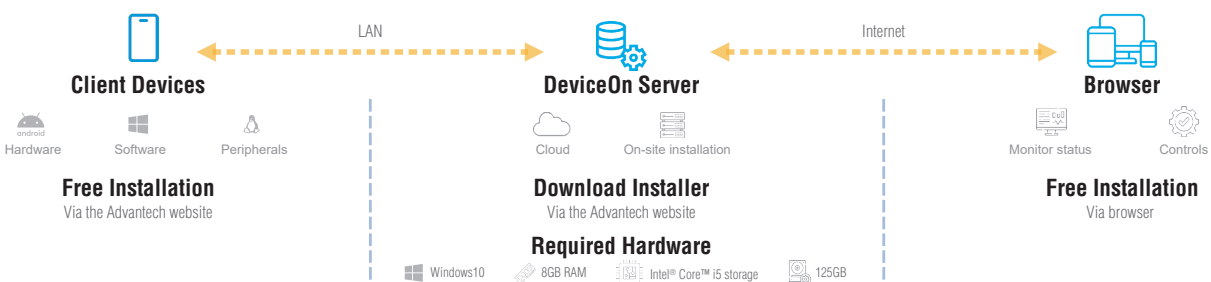 LAN
Internet
Client Devices
DeviceOn Server
Browser
android
Hardware
Software
Peripherals
Cloud
On-site installation
Monitor status
Controls
Free Installation
Via the Advantech website
Download Installer
Via the Advantech website
Free Installation
Via browser
Required Hardware
Windows10
8GB RAM
Intel® Core™ i5 storage
125GB